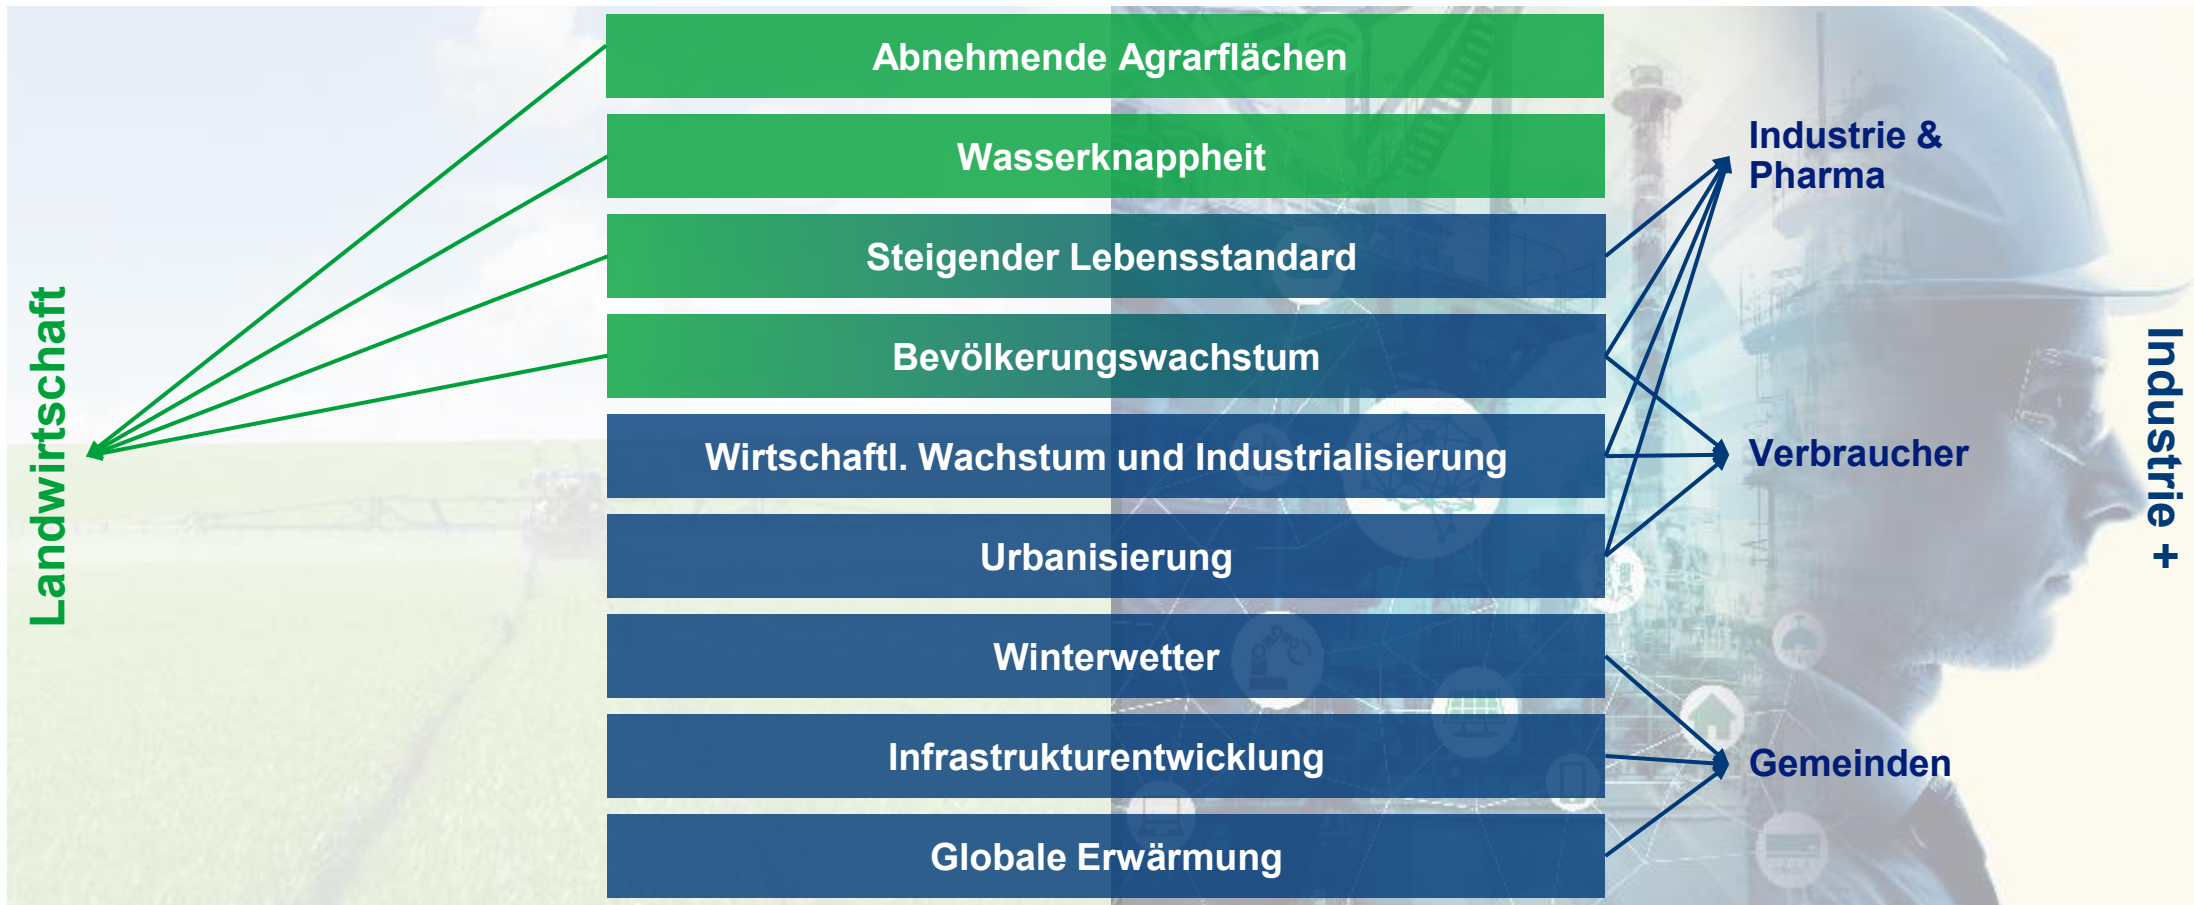 Landwirtschaft
Abnehmende Agrarflächen
Wasserknappheit
Steigender Lebensstandard
Bevölkerungswachstum
Wirtschaftl. Wachstum und Industrialisierung
Urbanisierung
Winterwetter
Infrastrukturentwicklung
Globale Erwärmung
Industrie &
Pharma
Verbraucher
Gemeinden
Industrie +